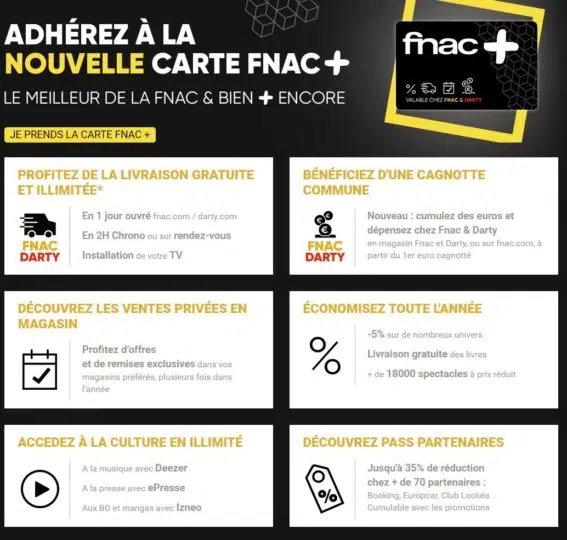 ADHÉREZ À LA
NOUVELLE CARTE FNAC+
LE MEILLEUR DE LA FNAC & BIEN + ENCORE
JE PRENDS LA CARTE FNAC +
fnac +
VALABLE CHEZ FNAC & DARTY
PROFITEZ DE LA LIVRAISON GRATUITE
ET ILLIMITÉE*
FNAC
DARTY
En 1 jour ouvré fnac.com / darty.com
En 2H Chrono ou sur rendez-vous
Installation de votre TV
BÉNÉFICIEZ D'UNE CAGNOTTE
COMMUNE
FNAC
DARTY
Nouveau : cumulez des euros et
dépensez chez Fnac & Darty
en magasin Fnac et Darty, ou sur fnac.com, à
partir du 1er euro cagnotté
DÉCOUVREZ LES VENTES PRIVÉES EN
MAGASIN
Profitez d'offres
et de remises exclusives dans vos
magasins préférés, plusieurs fois dans
l'année
ÉCONOMISEZ TOUTE L'ANNÉE
-5% sur de nombreux univers
Livraison gratuite des livres
+ de 18000 spectacles à prix réduit
ACCEDEZ À LA CULTURE EN ILLIMITÉ
A la musique avec Deezer
A la presse avec ePresse
Aux BD et mangas avec Izneo
DÉCOUVREZ PASS PARTENAIRES
Jusqu'à 35% de réduction
chez + de 70 partenaires :
Booking, Europcar, Club Lookéa...
Cumulable avec les promotions